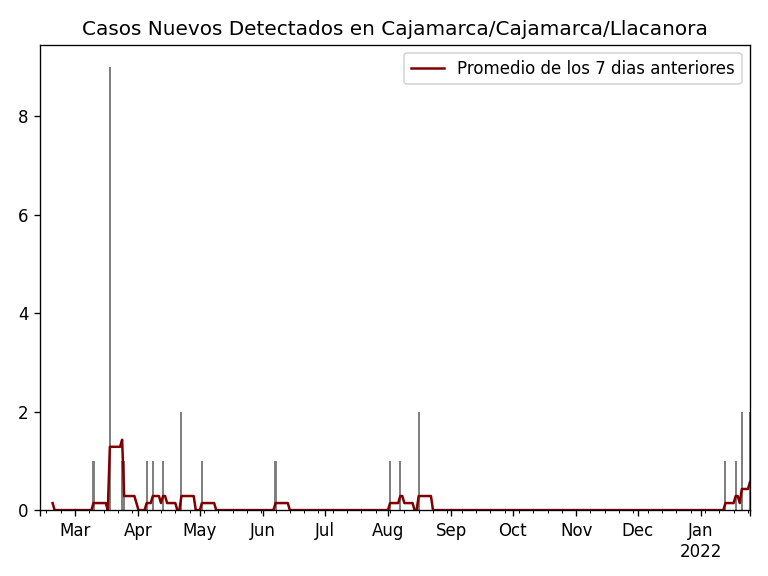 Casos Nuevos Detectados en Cajamarca/Cajamarca/Llacanora
Promedio de los 7 dias anteriores
8
6
4
2
0
Mar Apr May Jun Jul Aug Sep Oct Nov Dec Jan
2022